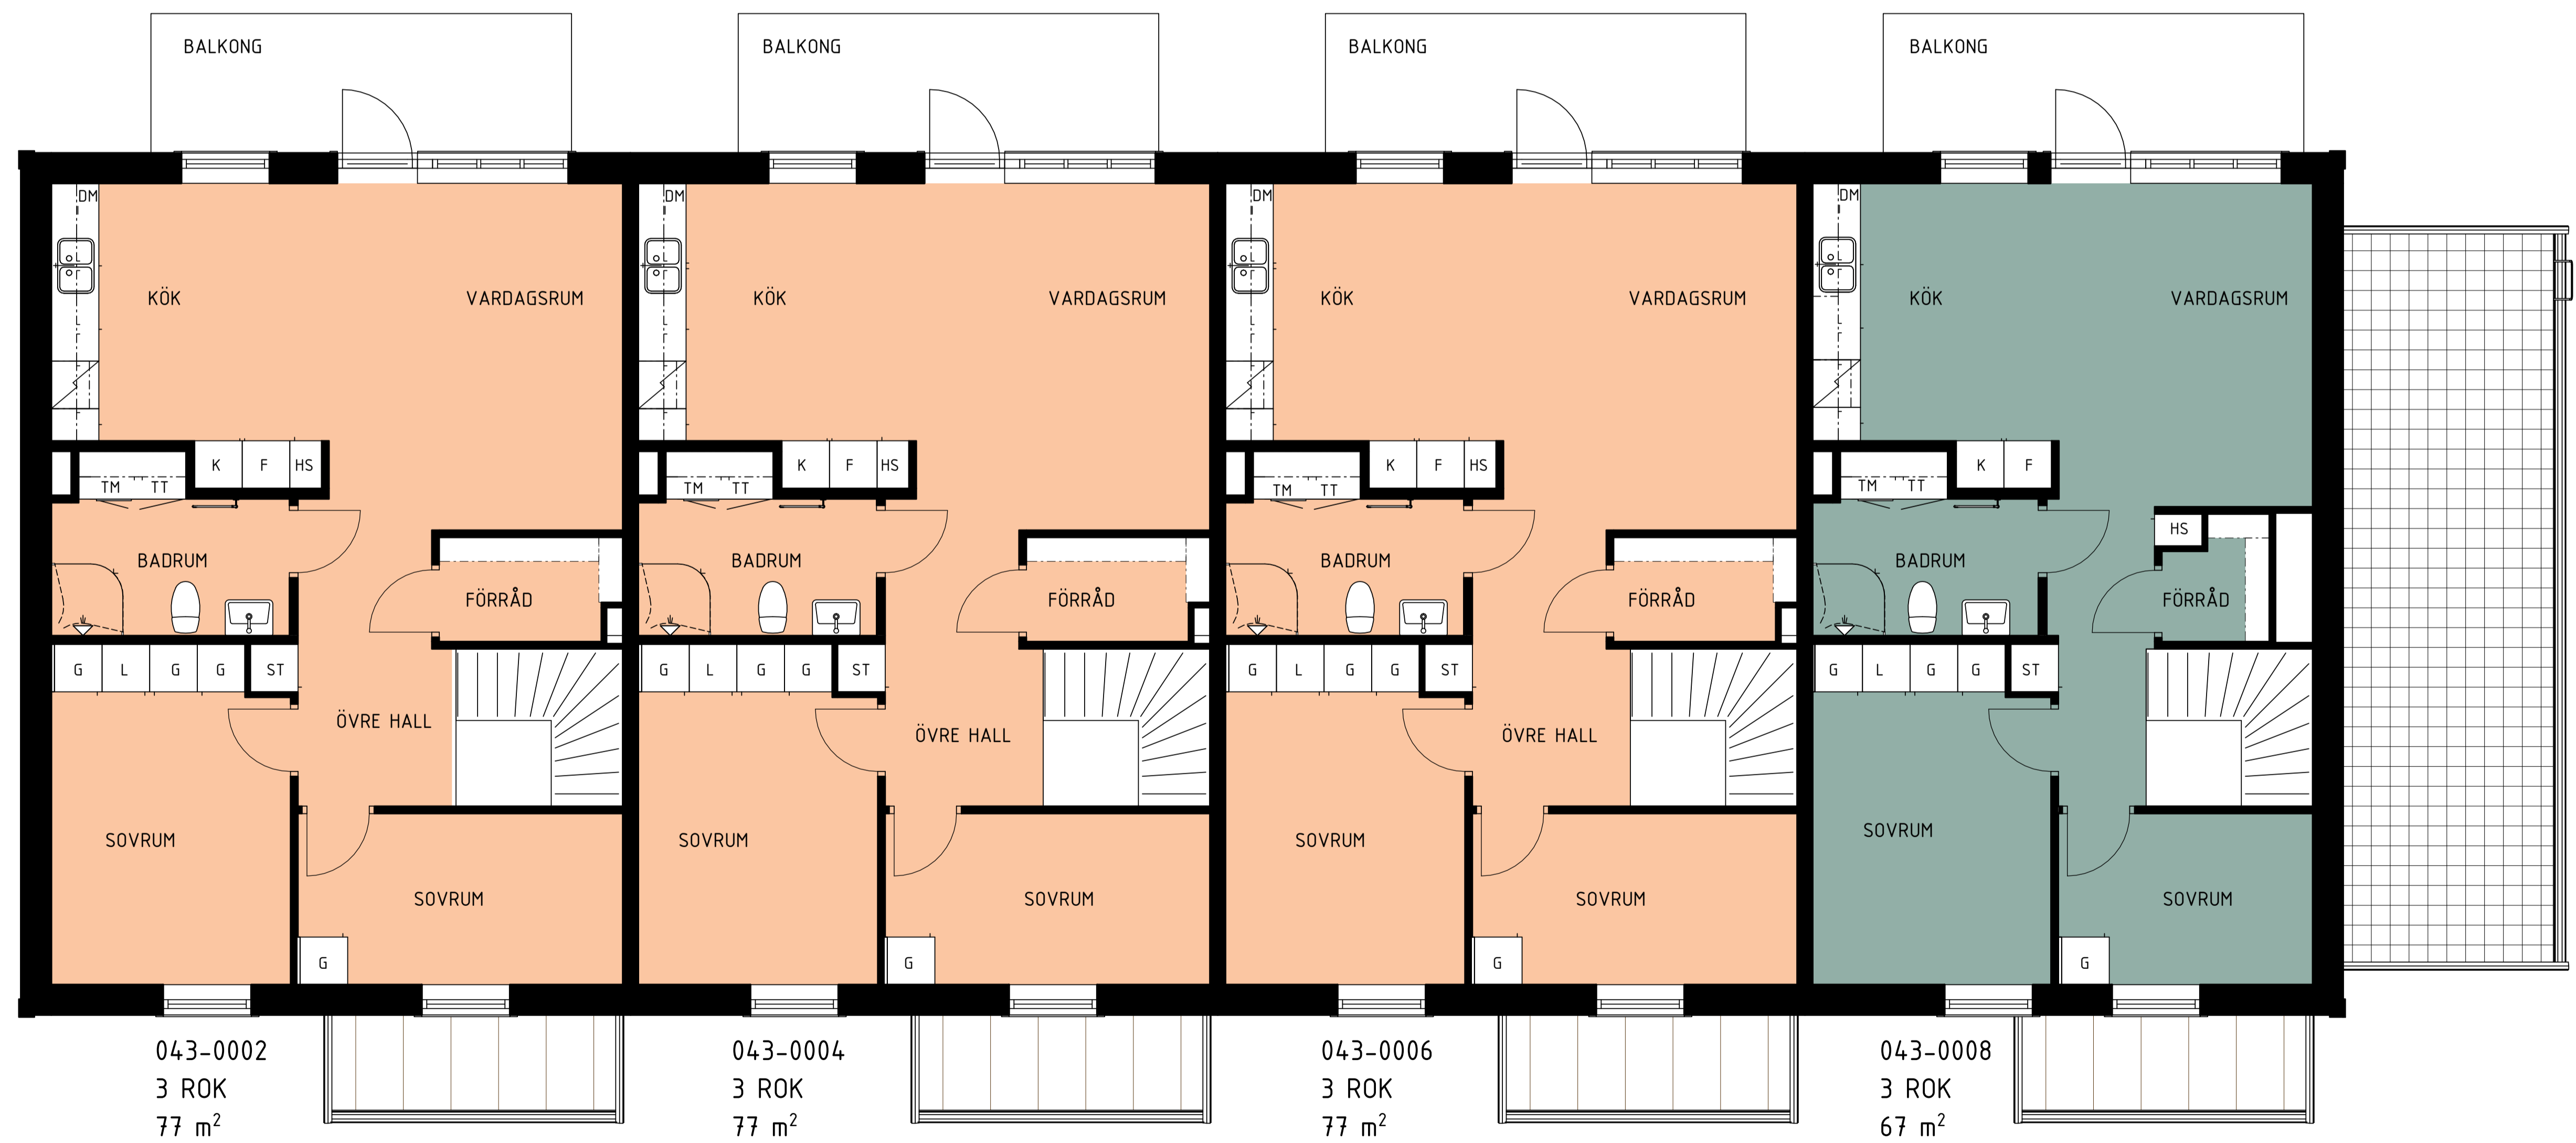 BALKONG BALKONG BALKONG BALKONG
DM DM DM DM
KÖK VARDAGSRUM KÖK VARDAGSRUM KÖK VARDAGSRUM KÖK VARDAGSRUM
K F HS K F HS K F HS K F
TM TT TM TT TM TT TM TT
HS
BADRUM BADRUM BADRUM BADRUM
FÖRRÅD FÖRRÅD FÖRRÅD FÖRRÅD
G L G G ST G L G G ST G L G G ST G L G G ST
ÖVRE HALL ÖVRE HALL ÖVRE HALL
SOVRUM SOVRUM SOVRUM SOVRUM
SOVRUM SOVRUM SOVRUM SOVRUM
G G G G
043-0002
3 ROK
77 m²
043-0004
3 ROK
77 m²
043-0006
3 ROK
77 m²
043-0008
3 ROK
67 m²